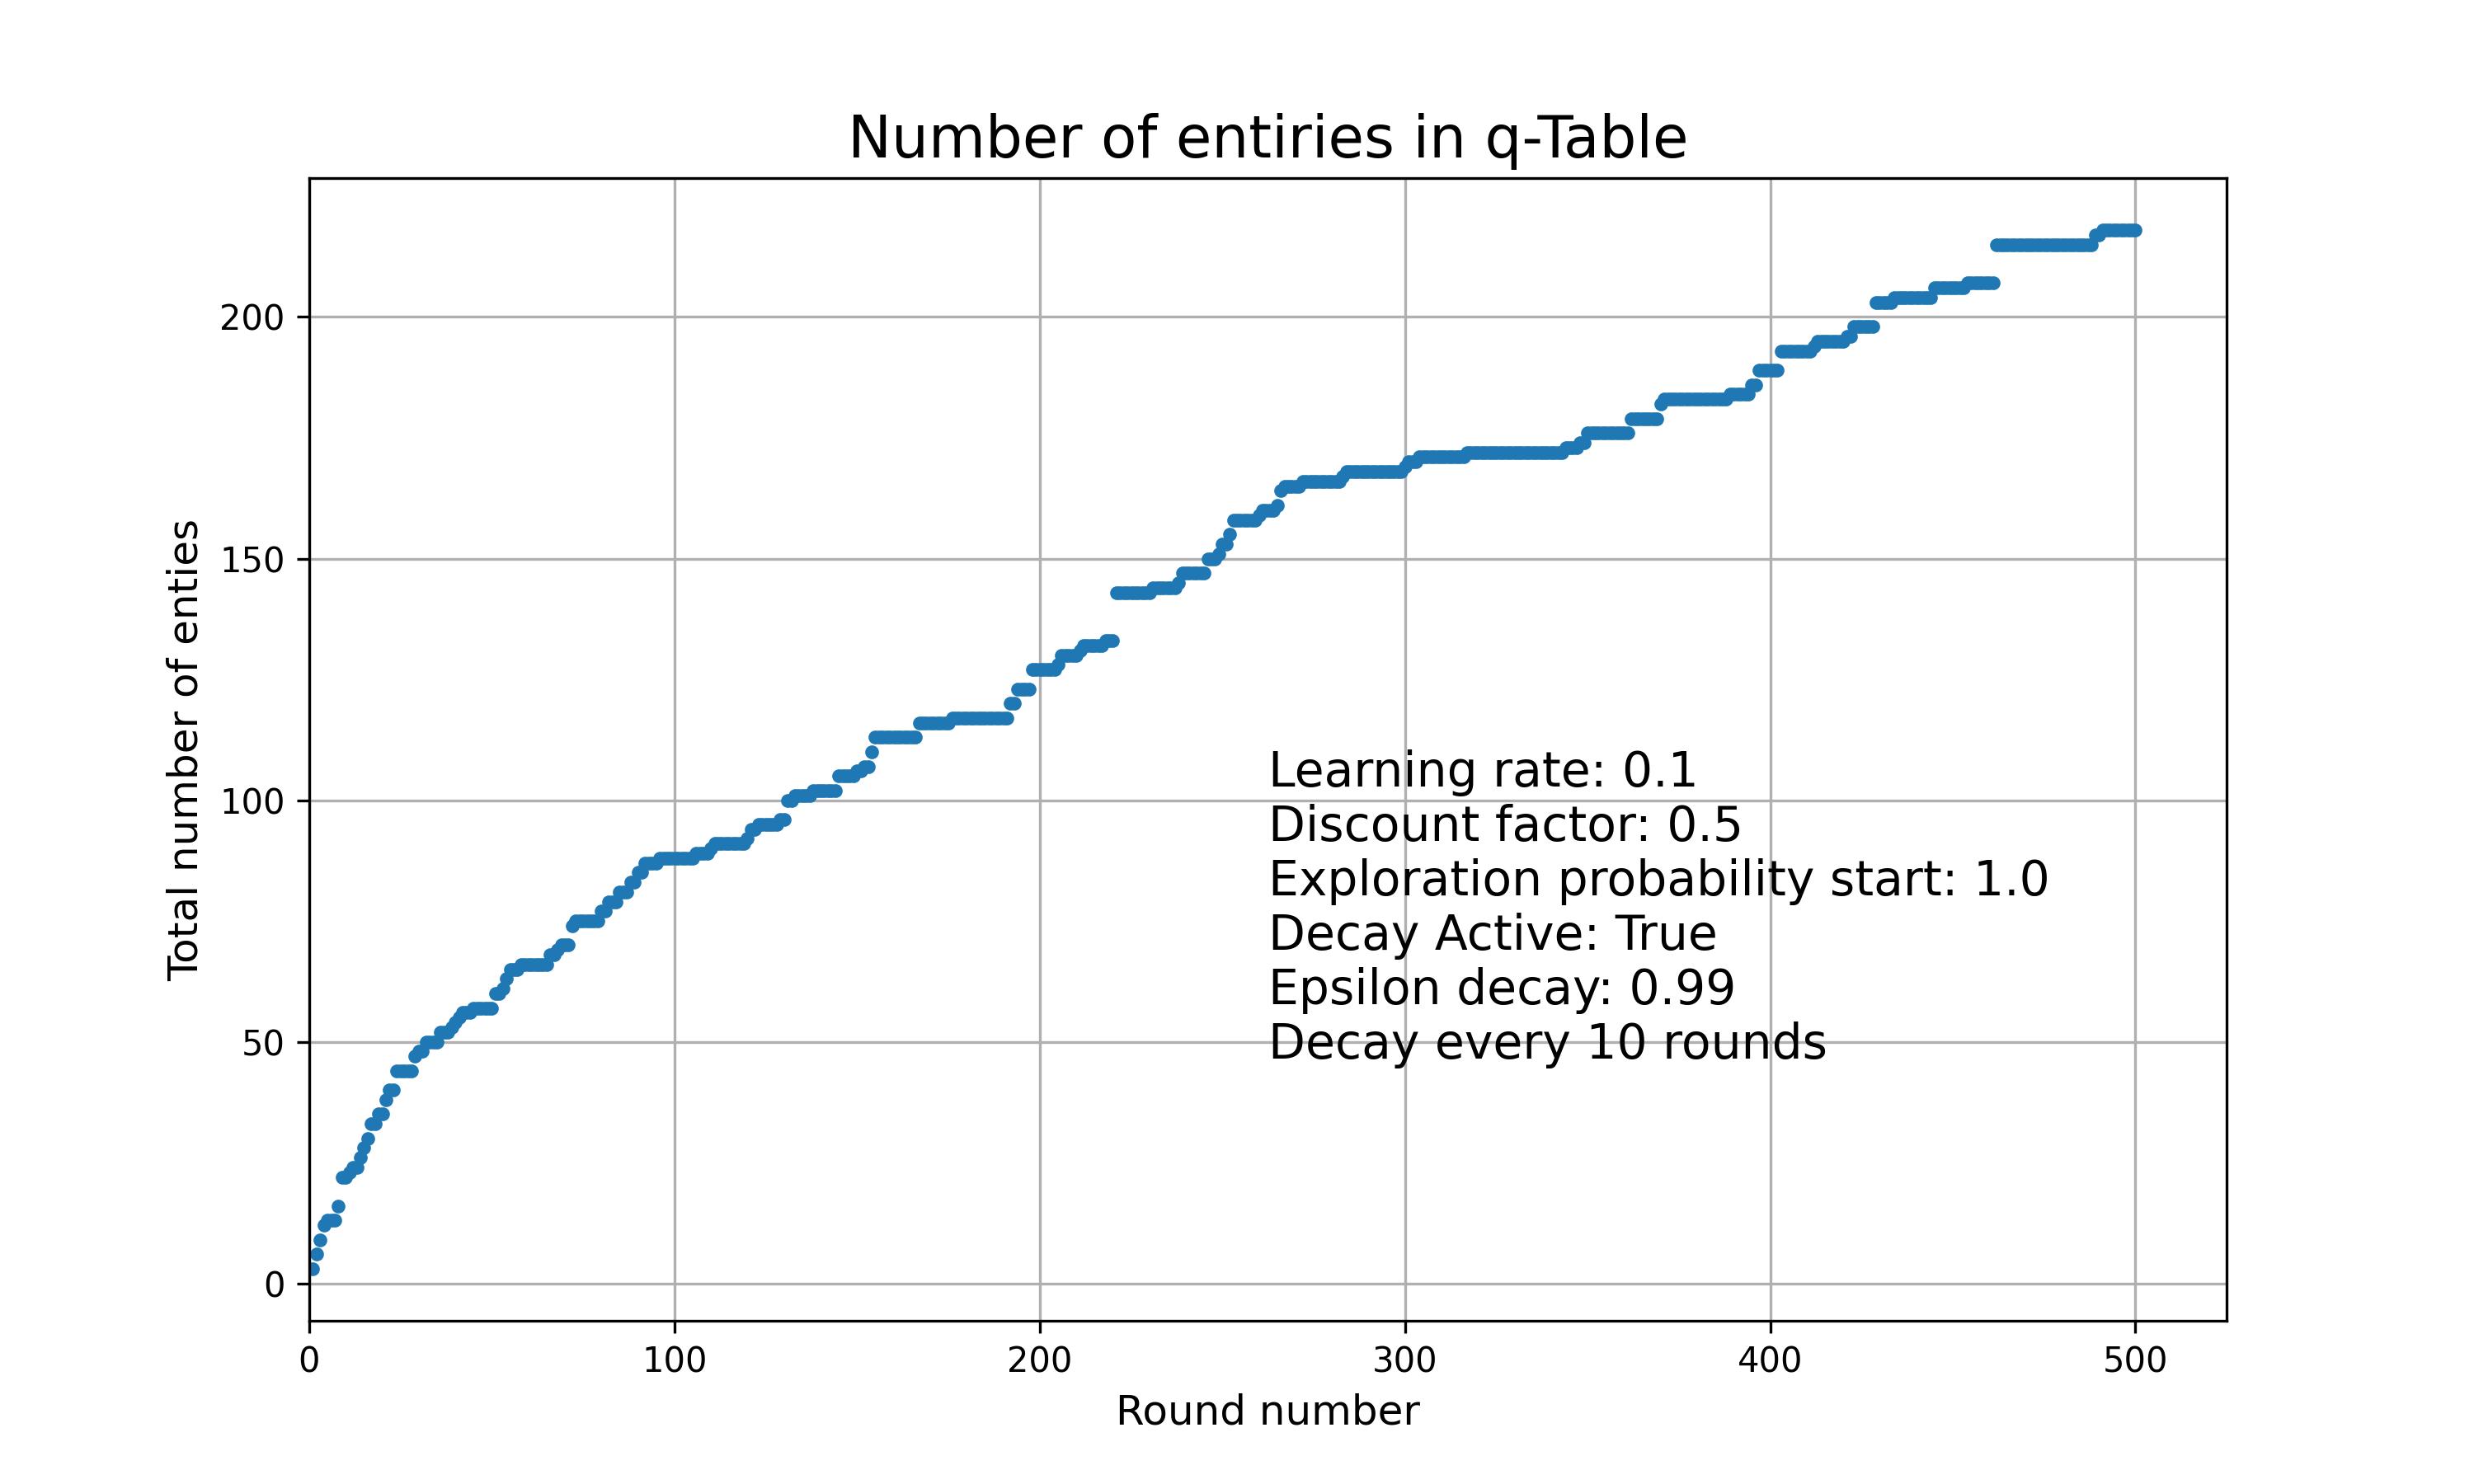 Number of entiries in q-Table
Total number of enties
200
150
100
50
0
Learning rate: 0.1
Discount factor: 0.5
Exploration probability start: 1.0
Decay Active: True
Epsilon decay: 0.99
Decay every 10 rounds
0 100 200 300 400 500
Round number